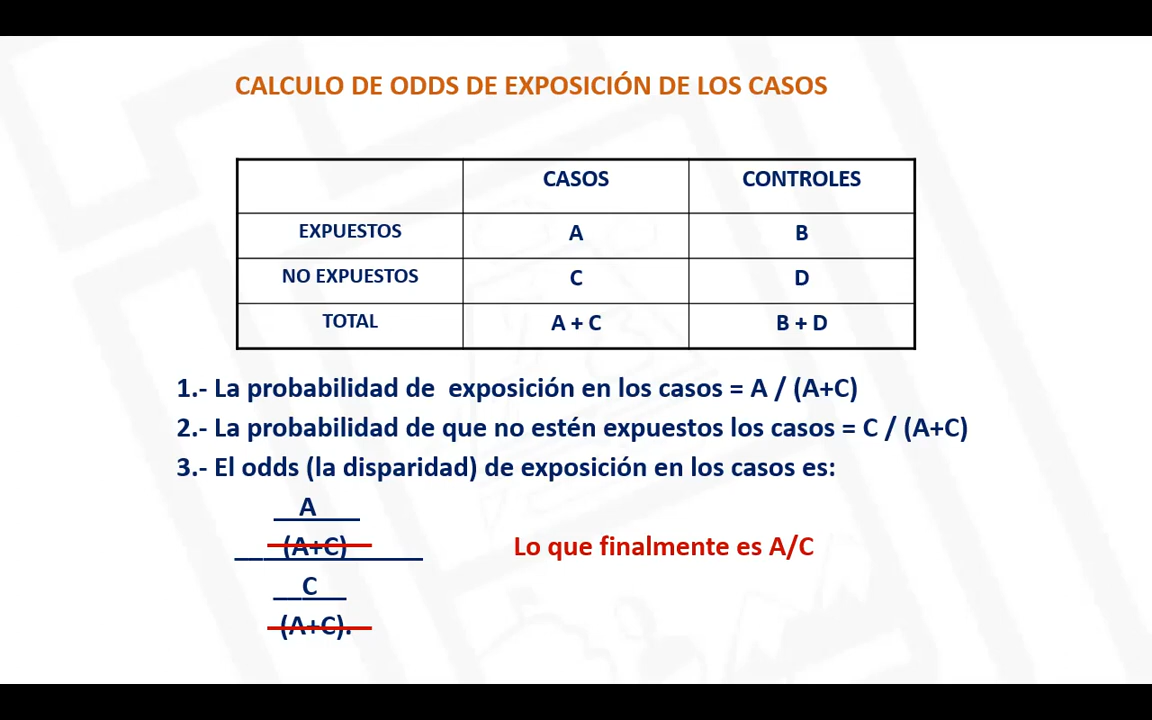 CALCULO DE ODDS DE EXPOSICIÓN DE LOS CASOS
CASOS CONTROLES
EXPUESTOS A B
NO EXPUESTOS C D
TOTAL A + C B + D
1.- La probabilidad de exposición en los casos = A / (A+C)
2.- La probabilidad de que no estén expuestos los casos = C / (A+C)
3.- El odds (la disparidad) de exposición en los casos es:
A
(A+C) Lo que finalmente es A/C
C
(A+C).